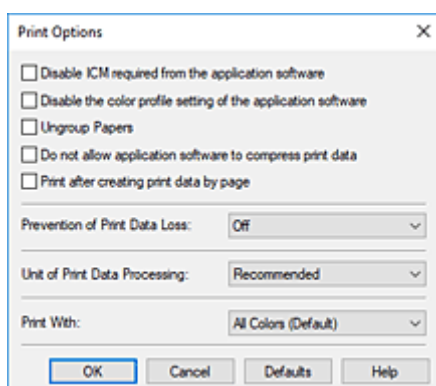 Print Options
Disable ICM required from the application software
Disable the color profile setting of the application software
Ungroup Papers
Do not allow application software to compress print data
Print after creating print data by page
Prevention of Print Data Loss: Off
Unit of Print Data Processing: Recommended
Print With: All Colors (Default)
OK Cancel Defaults Help